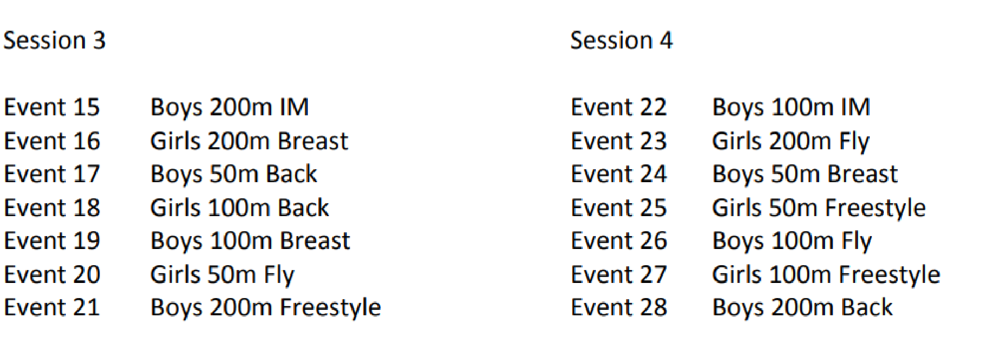 Session 3
Event 15 Boys 200m IM
Event 16 Girls 200m Breast
Event 17 Boys 50m Back
Event 18 Girls 100m Back
Event 19 Boys 100m Breast
Event 20 Girls 50m Fly
Event 21 Boys 200m Freestyle
Session 4
Event 22 Boys 100m IM
Event 23 Girls 200m Fly
Event 24 Boys 50m Breast
Event 25 Girls 50m Freestyle
Event 26 Boys 100m Fly
Event 27 Girls 100m Freestyle
Event 28 Boys 200m Back